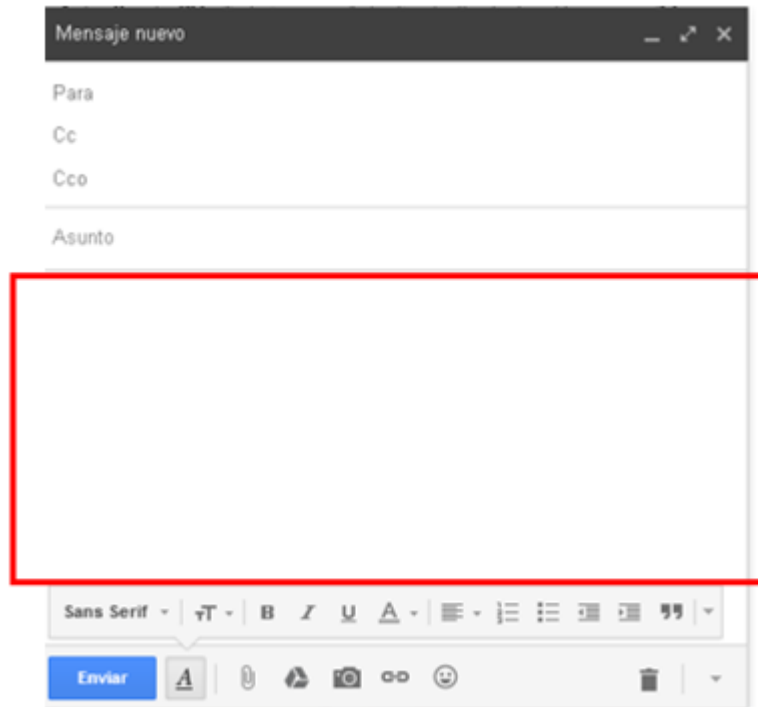 Mensaje nuevo
Para
Cc
Cco
Asunto
Sans Serif T T B I U A
Enviar A